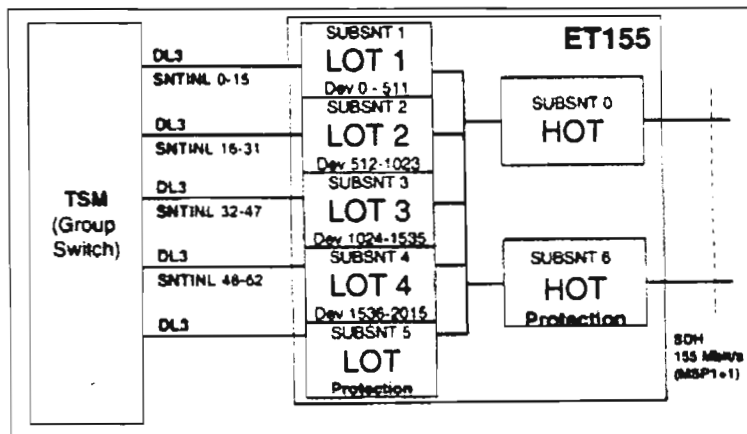 TSM
(Group
Switch)
DL3
SNTINL 0-15
DL3
SNTINL 16-31
DL3
SNTINL 32-47
DL3
SNTINL 48-62
DL3
SUBSNT 1
LOT 1
Dev 0 - 511
SUBSNT 2
LOT 2
Dev 512-1023
SUBSNT 3
LOT 3
Dev 1024-1535
SUBSNT 4
LOT 4
Dev 1536-2015
SUBSNT 5
LOT
Protection
ET155
SUBSNT 0
HOT
SUBSNT 6
HOT
Protection
SDH
155 Mbit/s
(MSP1+1)